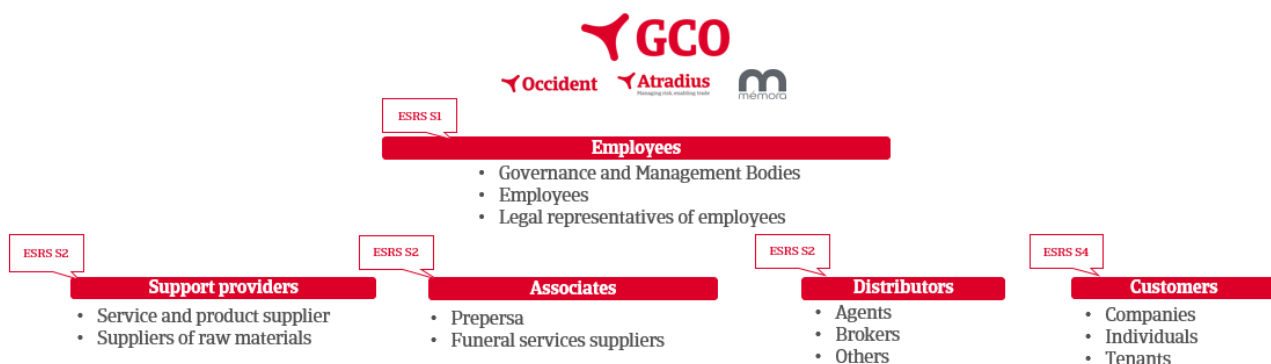 GCO
Occident
Atradius
Managing risk, enabling trade
mémora
ESRS S1
Employees
• Governance and Management Bodies
• Employees
• Legal representatives of employees
ESRS S2
Support providers
• Service and product supplier
• Suppliers of raw materials
ESRS S2
Associates
• Prepersa
• Funeral services suppliers
ESRS S2
Distributors
• Agents
• Brokers
• Others
ESRS S4
Customers
• Companies
• Individuals
• Tenants